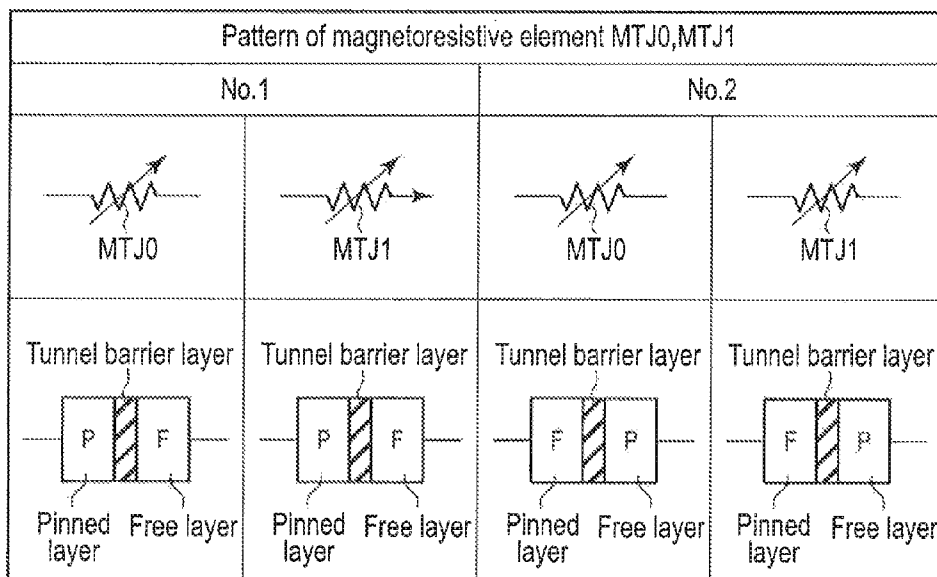 Pattern of magnetoresistive element MTJ0,MTJ1
No.1 No.2
MTJ0 MTJ1 MTJ0 MTJ1
Tunnel barrier layer Tunnel barrier layer Tunnel barrier layer Tunnel barrier layer
P F P F F P F P
Pinned layer Free layer Pinned layer Free layer Pinned layer Free layer Pinned layer Free layer